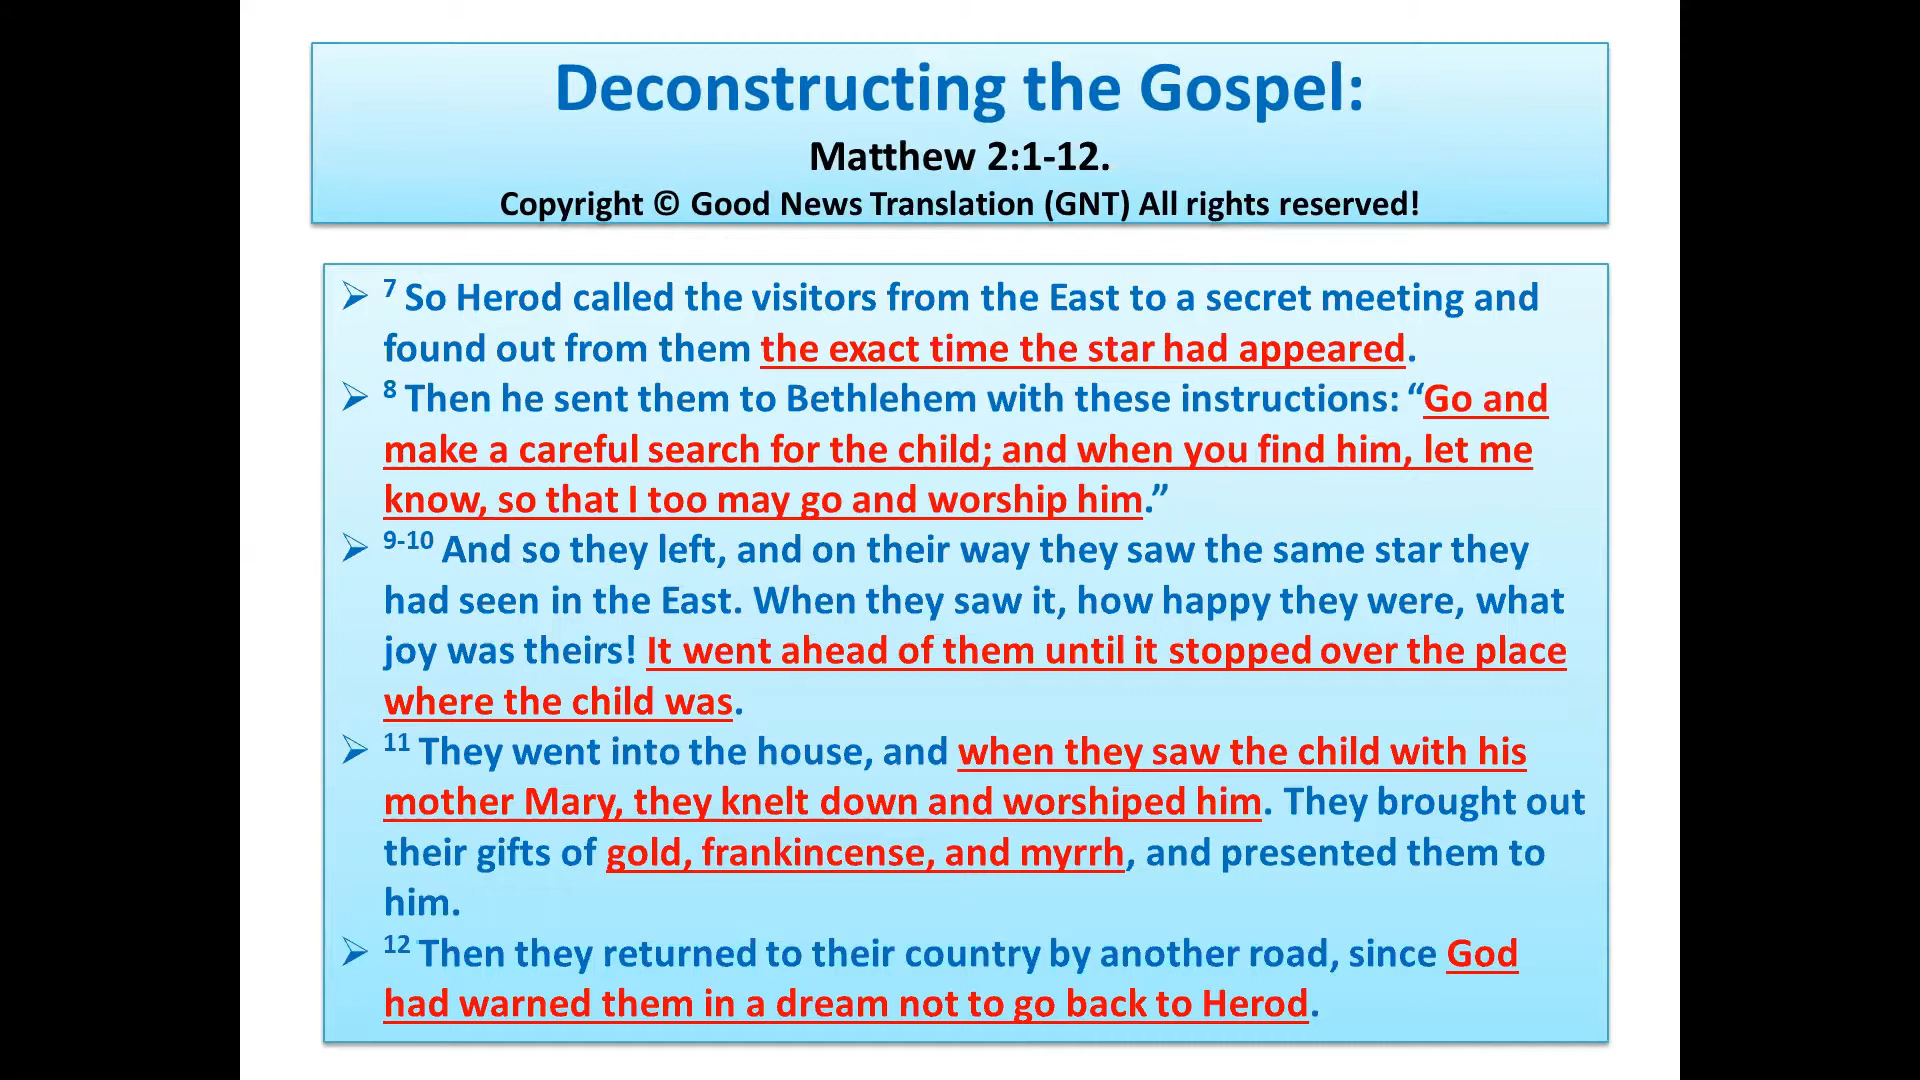 Deconstructing the Gospel:
Matthew 2:1-12.
Copyright © Good News Translation (GNT) All rights reserved!
➢ 7 So Herod called the visitors from the East to a secret meeting and
found out from them the exact time the star had appeared.
➢ 8 Then he sent them to Bethlehem with these instructions: “Go and
make a careful search for the child; and when you find him, let me
know, so that I too may go and worship him.”
➢ 9-10 And so they left, and on their way they saw the same star they
had seen in the East. When they saw it, how happy they were, what
joy was theirs! It went ahead of them until it stopped over the place
where the child was.
➢ 11 They went into the house, and when they saw the child with his
mother Mary, they knelt down and worshiped him. They brought out
their gifts of gold, frankincense, and myrrh, and presented them to
him.
➢ 12 Then they returned to their country by another road, since God
had warned them in a dream not to go back to Herod.